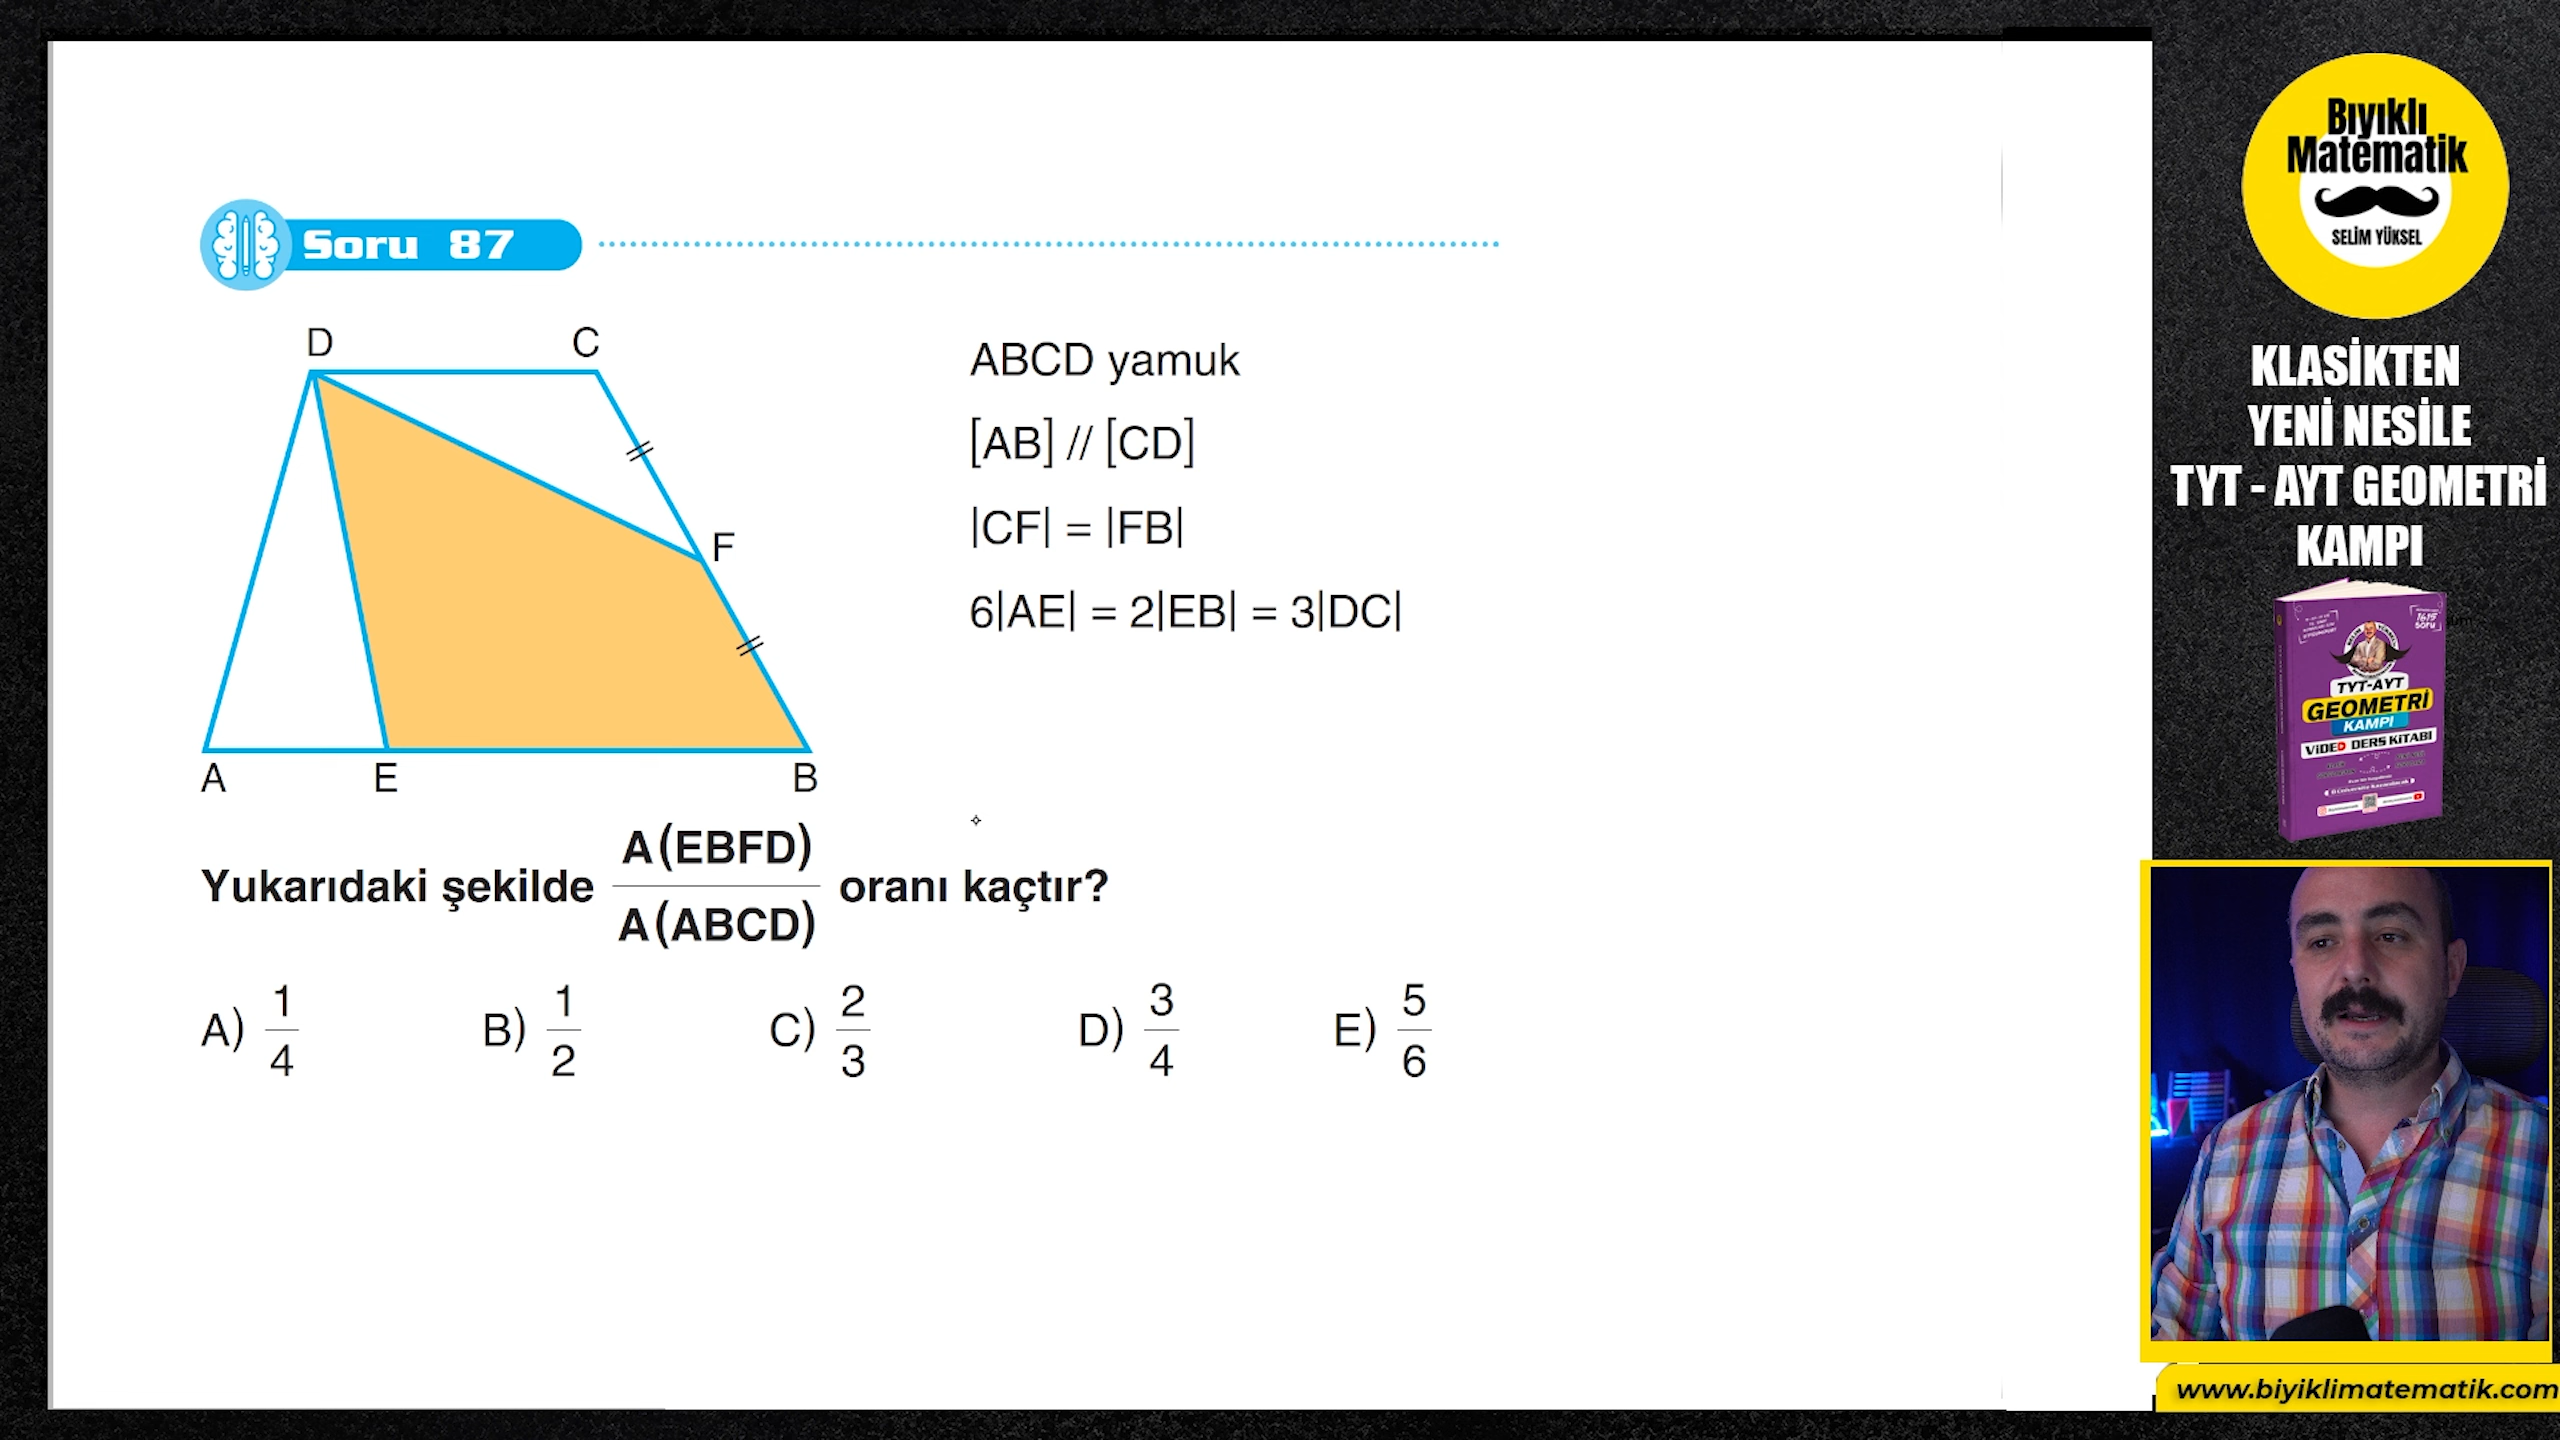 Soru 87
D C
F
A E B
ABCD yamuk
[AB] // [CD]
|CF| = |FB|
6|AE| = 2|EB| = 3|DC|
Yukarıdaki şekilde A(EBFD) / A(ABCD) oranı kaçtır?
A) 1/4 B) 1/2 C) 2/3 D) 3/4 E) 5/6
Bıyıklı
Matematik
SELİM YÜKSEL
KLASİKTEN
YENİ NESİLE
TYT - AYT GEOMETRİ
KAMPI
1615
soru
TYT-AYT
GEOMETRİ
KAMPI
VİDEO DERS KİTABI
www.biyiklimatematik.com